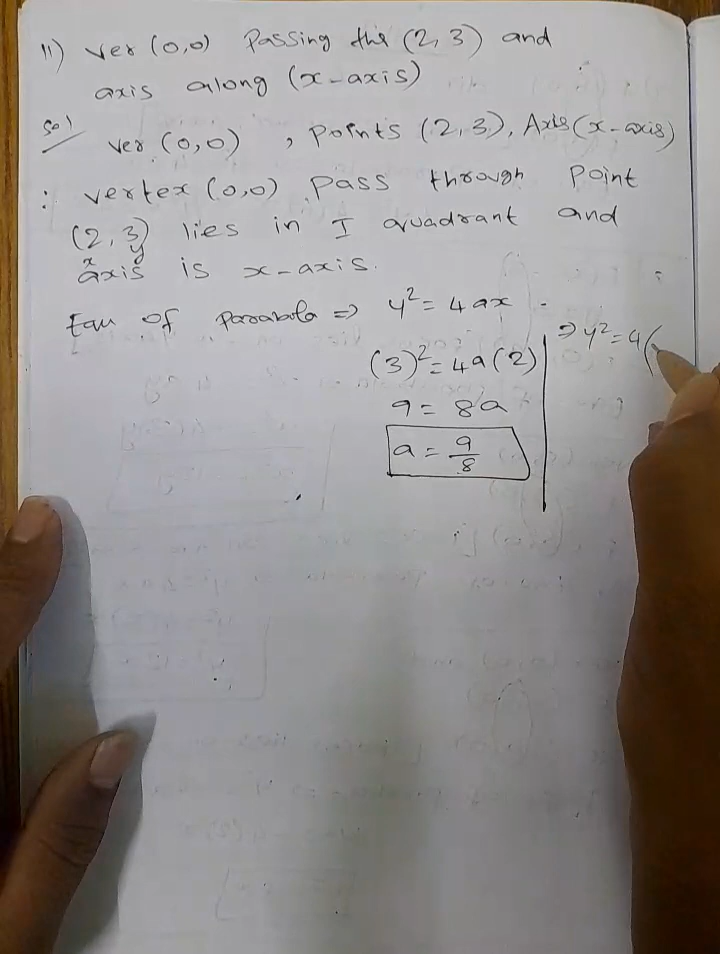 11) ver (0,0) Passing thr (2,3) and
axis along (x-axis)
Sol
ver (0,0) , Points (2,3), Axis (x-axis)
: vertex (0,0) pass through Point
(2,3) lies in I quadrant and
x y
axis is x-axis.
Equ of Parabola ⇒ y² = 4ax
(3)² = 4a(2)
9 = 8a
a = 9/8
⇒ y² = 4(